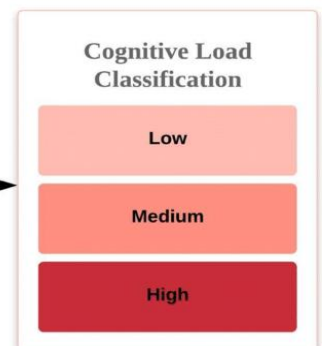 Cognitive Load
Classification
Low
Medium
High